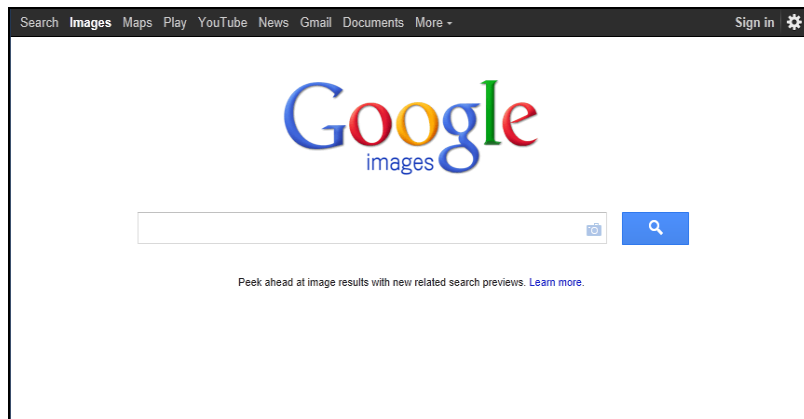 Search Images Maps Play YouTube News Gmail Documents More Sign in
Google
images
Peek ahead at image results with new related search previews. Learn more.